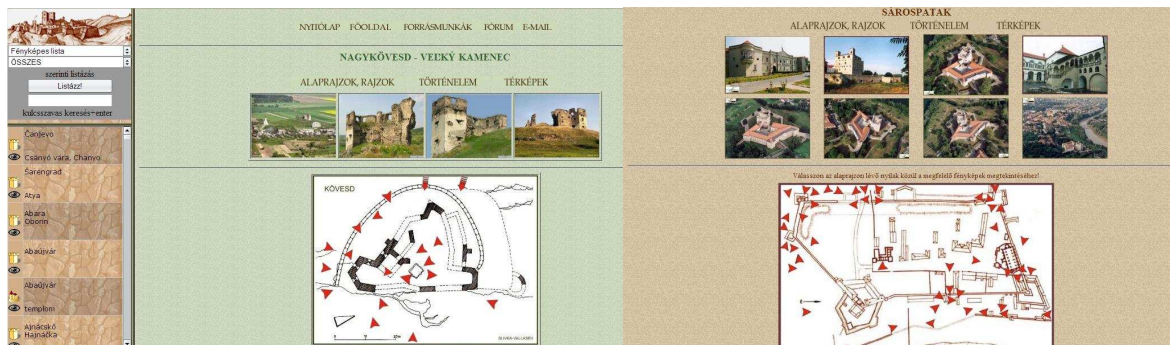 Fényképes lista
ÖSSZES
szerinti listázás
Listázz!
kulcsszavas keresés+enter
Čanjevo
Csanyó vára, Chanyo
Šarengrad
Atya
Abara
Oborin
Abaújvár
Abaújvár
templom
Ajnácskő
Hajnáčka
NYITÓLAP FŐOLDAL FORRÁSMUNKÁK FÓRUM E-MAIL
NAGYKÖVESD - VEĽKÝ KAMENEC
ALAPRAJZOK, RAJZOK TÖRTÉNELEM TÉRKÉPEK
KÖVESD
SÁROSPATAK
ALAPRAJZOK, RAJZOK TÖRTÉNELEM TÉRKÉPEK
Válasszon az alaprajzon lévő nyilak közül a megfelelő fényképek megtekintéséhez!